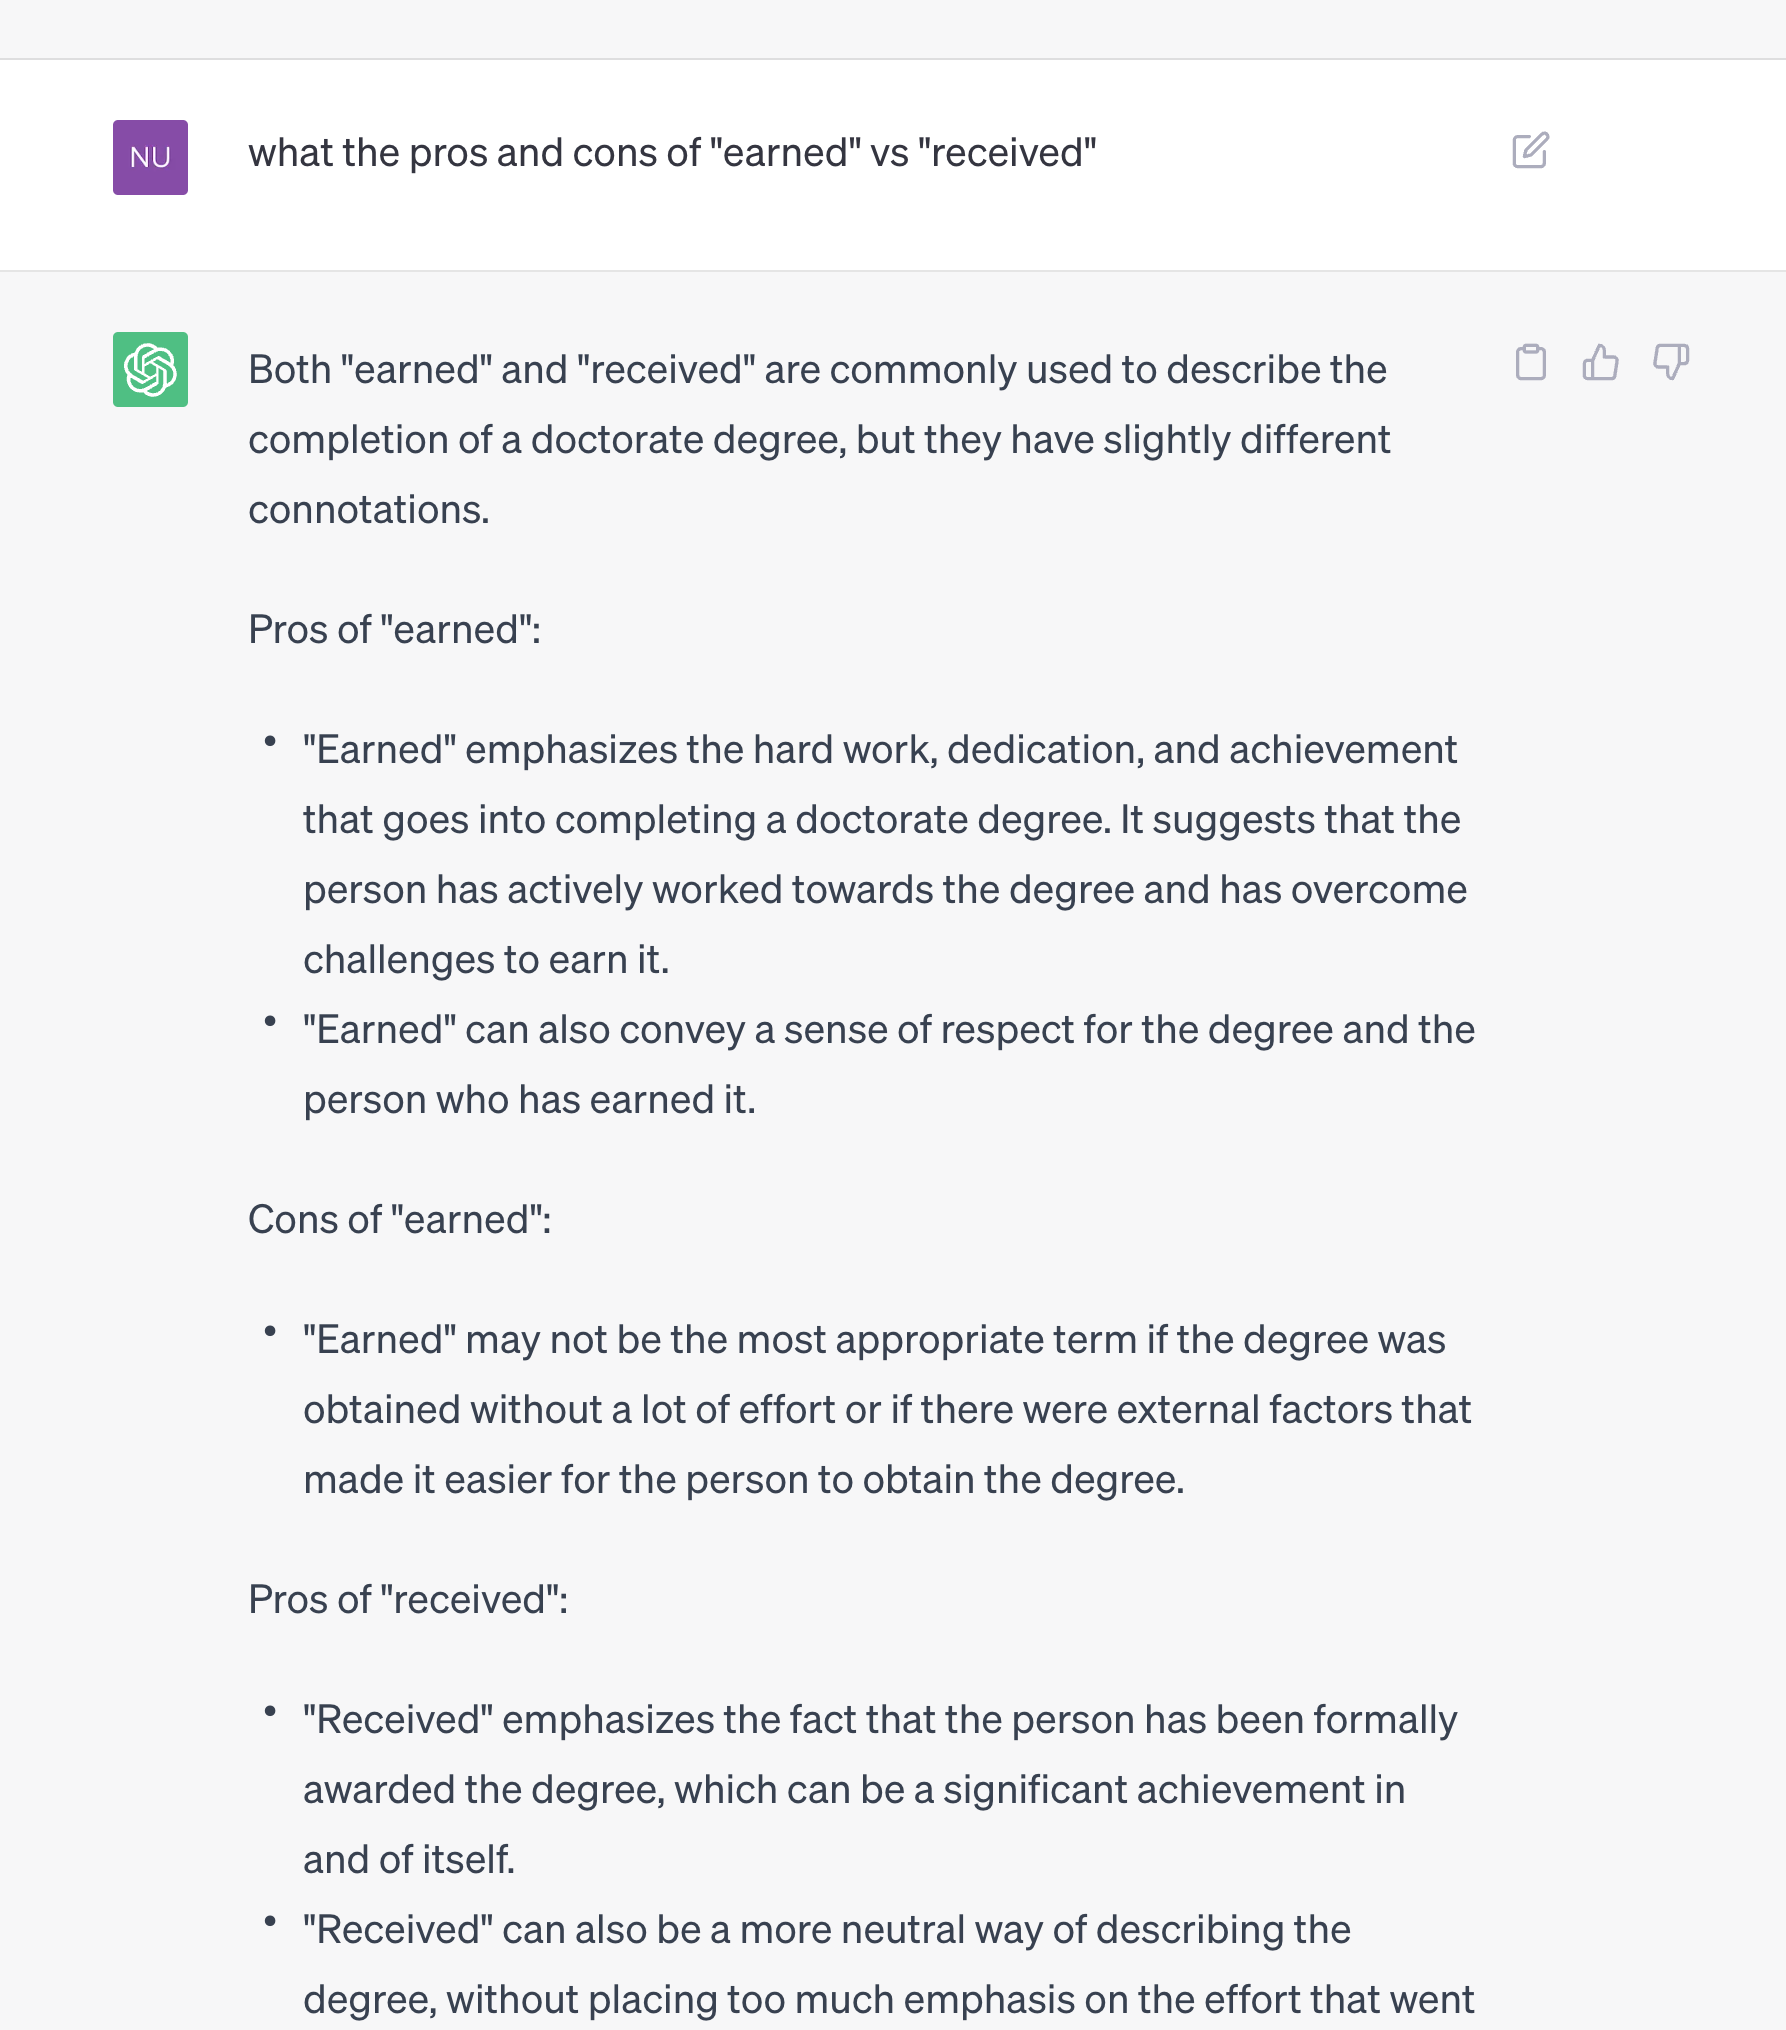 NU
what the pros and cons of "earned" vs "received"
Both "earned" and "received" are commonly used to describe the
completion of a doctorate degree, but they have slightly different
connotations.
Pros of "earned":
• "Earned" emphasizes the hard work, dedication, and achievement
that goes into completing a doctorate degree. It suggests that the
person has actively worked towards the degree and has overcome
challenges to earn it.
• "Earned" can also convey a sense of respect for the degree and the
person who has earned it.
Cons of "earned":
• "Earned" may not be the most appropriate term if the degree was
obtained without a lot of effort or if there were external factors that
made it easier for the person to obtain the degree.
Pros of "received":
• "Received" emphasizes the fact that the person has been formally
awarded the degree, which can be a significant achievement in
and of itself.
• "Received" can also be a more neutral way of describing the
degree, without placing too much emphasis on the effort that went